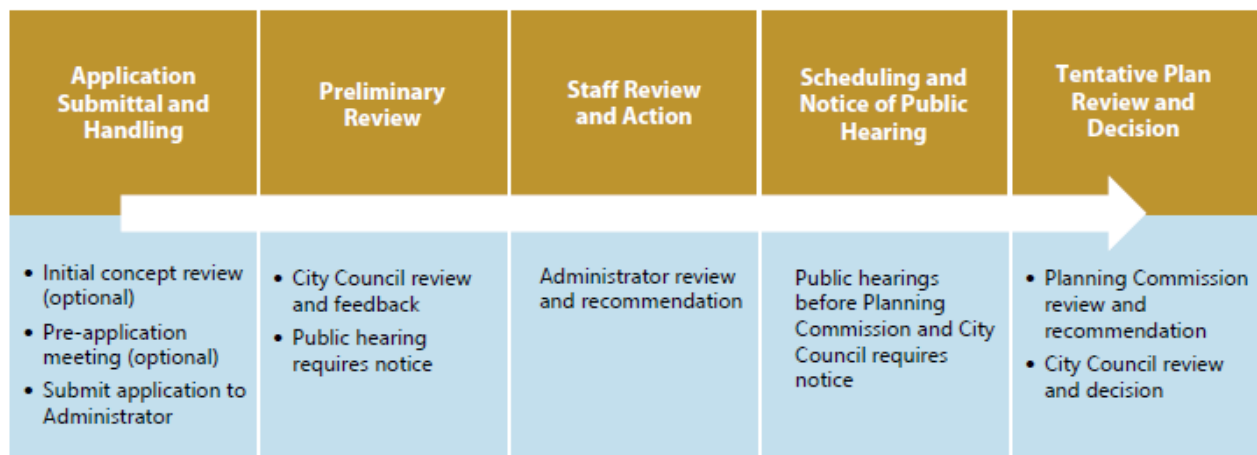 Application
Submittal and
Handling
Preliminary
Review
Staff Review
and Action
Scheduling and
Notice of Public
Hearing
Tentative Plan
Review and
Decision
• Initial concept review
(optional)
• Pre-application
meeting (optional)
• Submit application to
Administrator
• City Council review
and feedback
• Public hearing
requires notice
Administrator review
and recommendation
Public hearings
before Planning
Commission and City
Council requires
notice
• Planning Commission
review and
recommendation
• City Council review
and decision